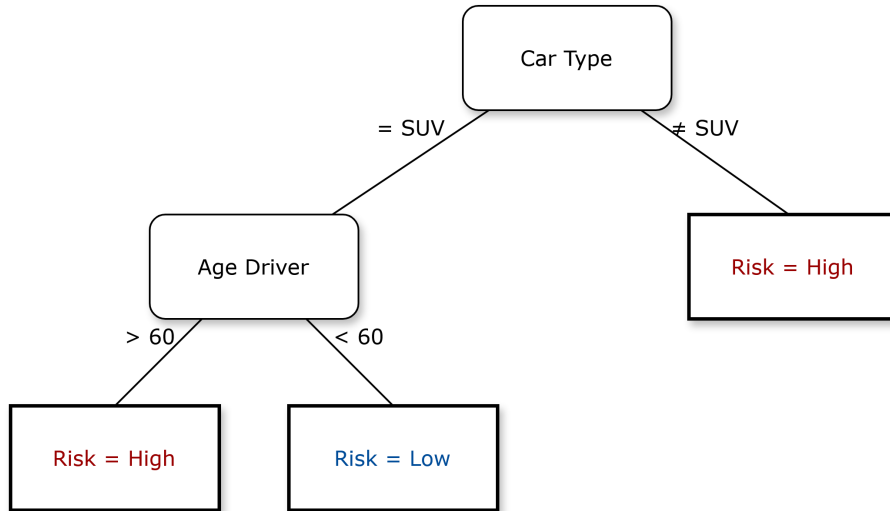 Car Type
= SUV
≠ SUV
Age Driver
Risk = High
> 60
< 60
Risk = High
Risk = Low